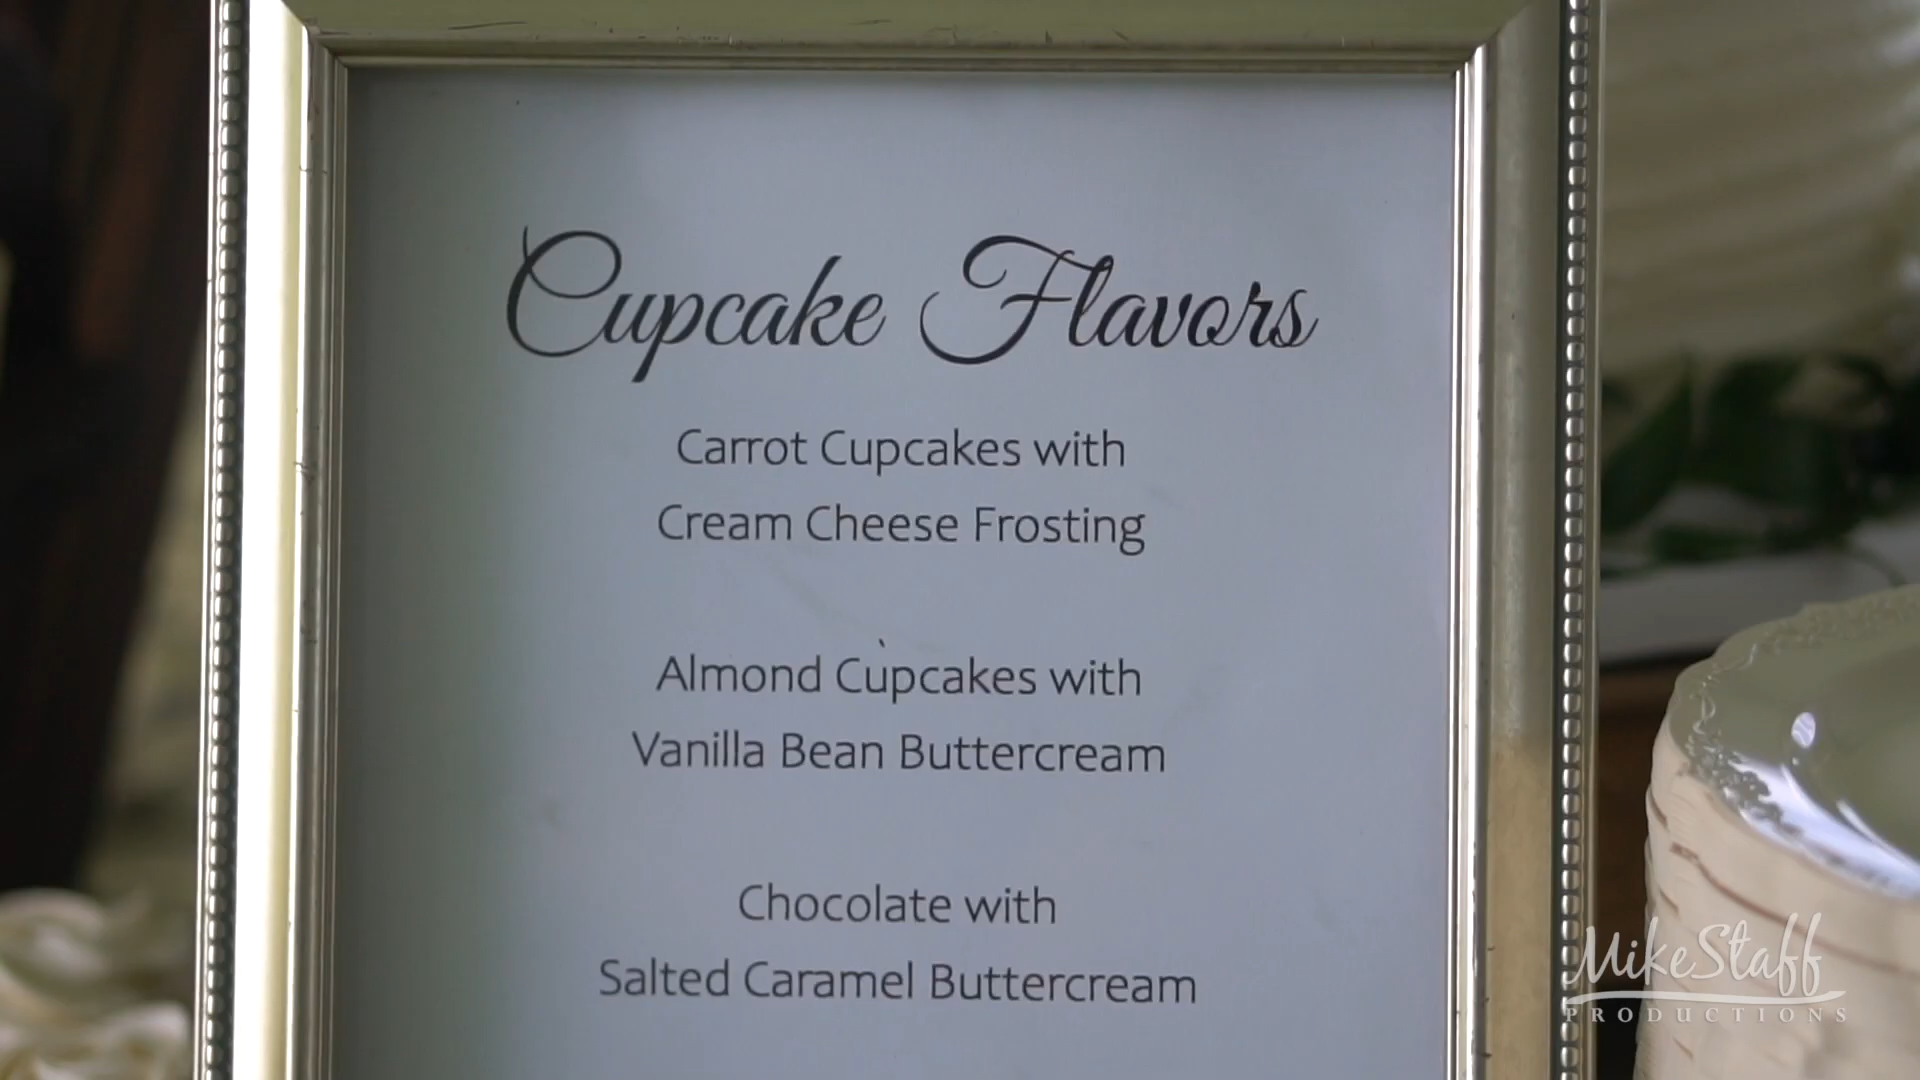 Cupcake Flavors
Carrot Cupcakes with
Cream Cheese Frosting
Almond Cupcakes with
Vanilla Bean Buttercream
Chocolate with
Salted Caramel Buttercream
MikeStaff
PRODUCTIONS